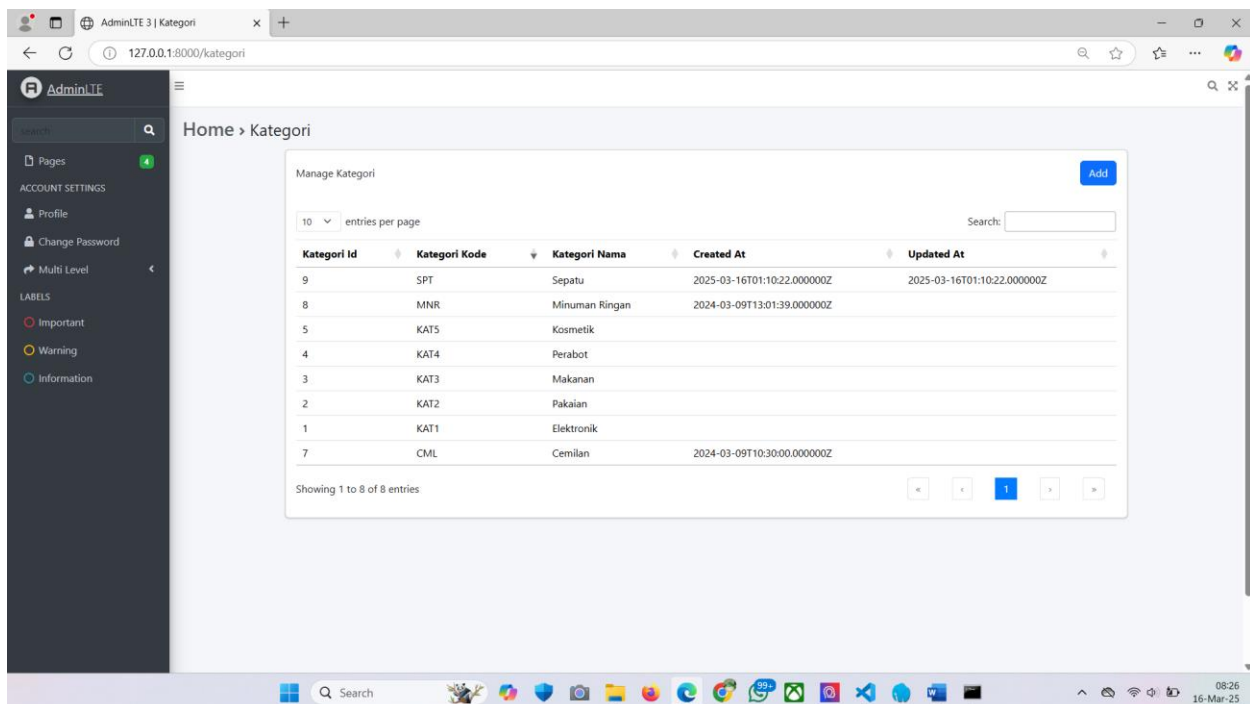 AdminLTE 3 | Kategori
127.0.0.1:8000/kategori
AdminLTE
search
Home › Kategori
Pages 4
ACCOUNT SETTINGS
Profile
Change Password
Multi Level
LABELS
Important
Warning
Information
Manage Kategori Add
10 entries per page Search:
Kategori Id Kategori Kode Kategori Nama Created At Updated At
9 SPT Sepatu 2025-03-16T01:10:22.000000Z 2025-03-16T01:10:22.000000Z
8 MNR Minuman Ringan 2024-03-09T13:01:39.000000Z
5 KAT5 Kosmetik
4 KAT4 Perabot
3 KAT3 Makanan
2 KAT2 Pakaian
1 KAT1 Elektronik
7 CML Cemilan 2024-03-09T10:30:00.000000Z
Showing 1 to 8 of 8 entries « ‹ 1 › »
Search 99+ 08:26
16-Mar-25